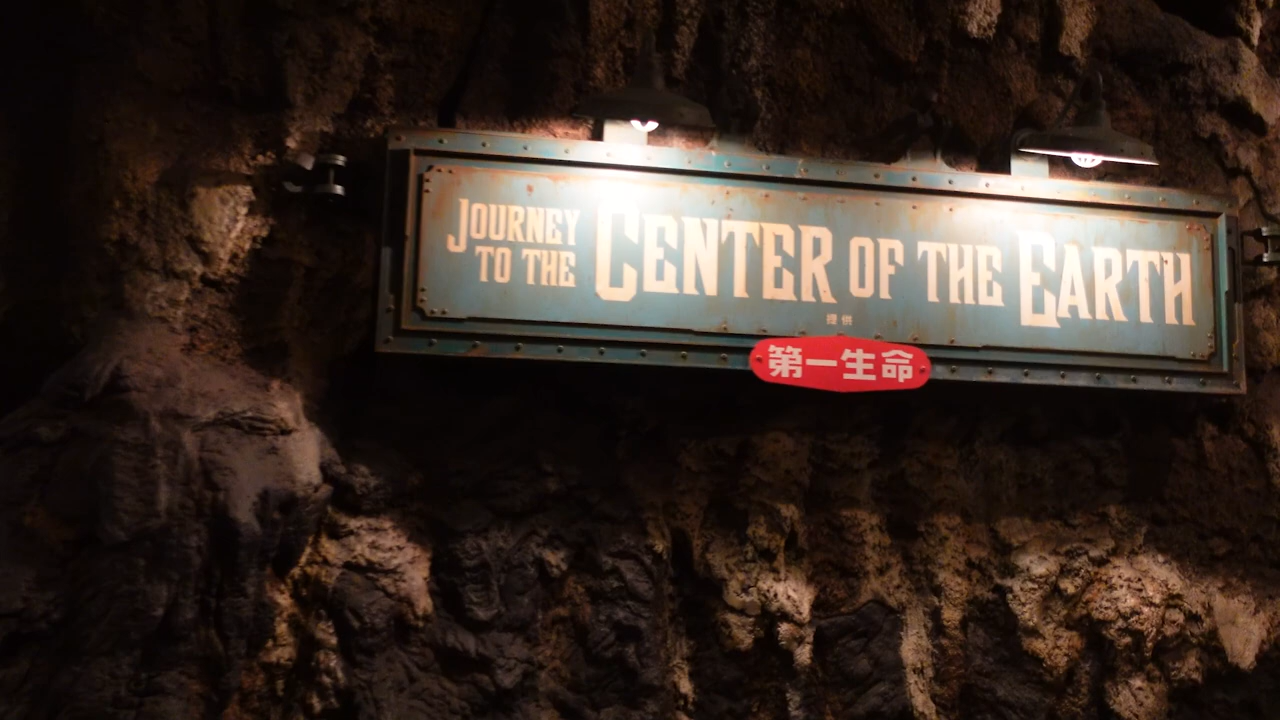 JOURNEY
TO THE
CENTER OF THE EARTH
提供
第一生命